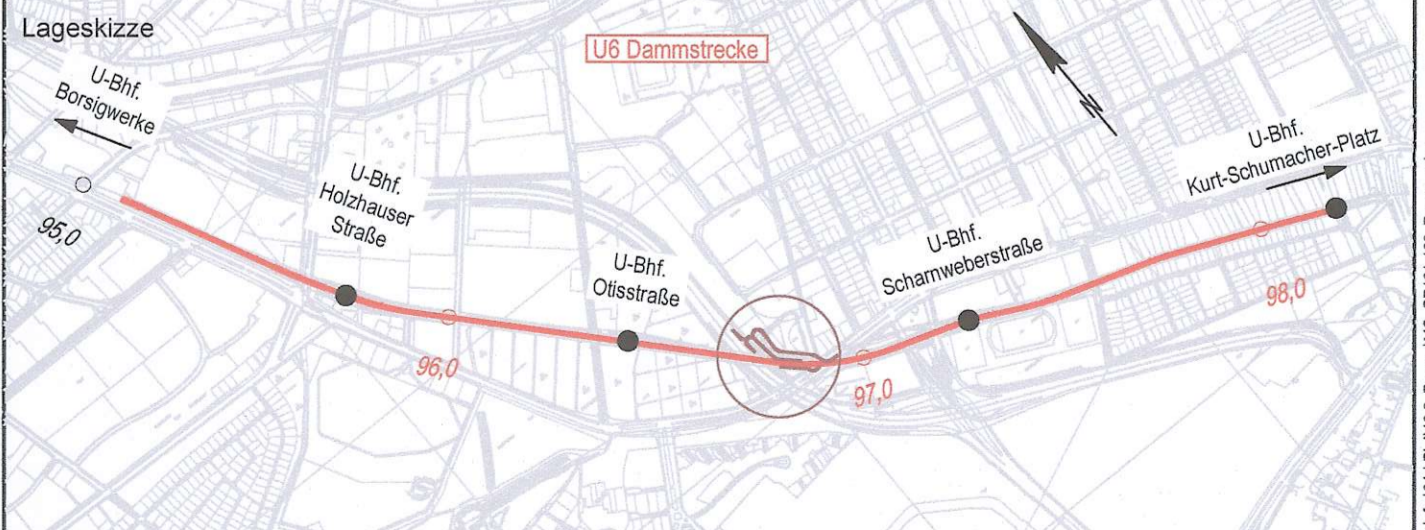 Lageskizze
U6 Dammstrecke
U-Bhf.
Borsigwerke
95,0
U-Bhf.
Holzhauser
Straße
96,0
U-Bhf.
Otisstraße
97,0
U-Bhf.
Scharnweberstraße
N
U-Bhf.
Kurt-Schumacher-Platz
98,0